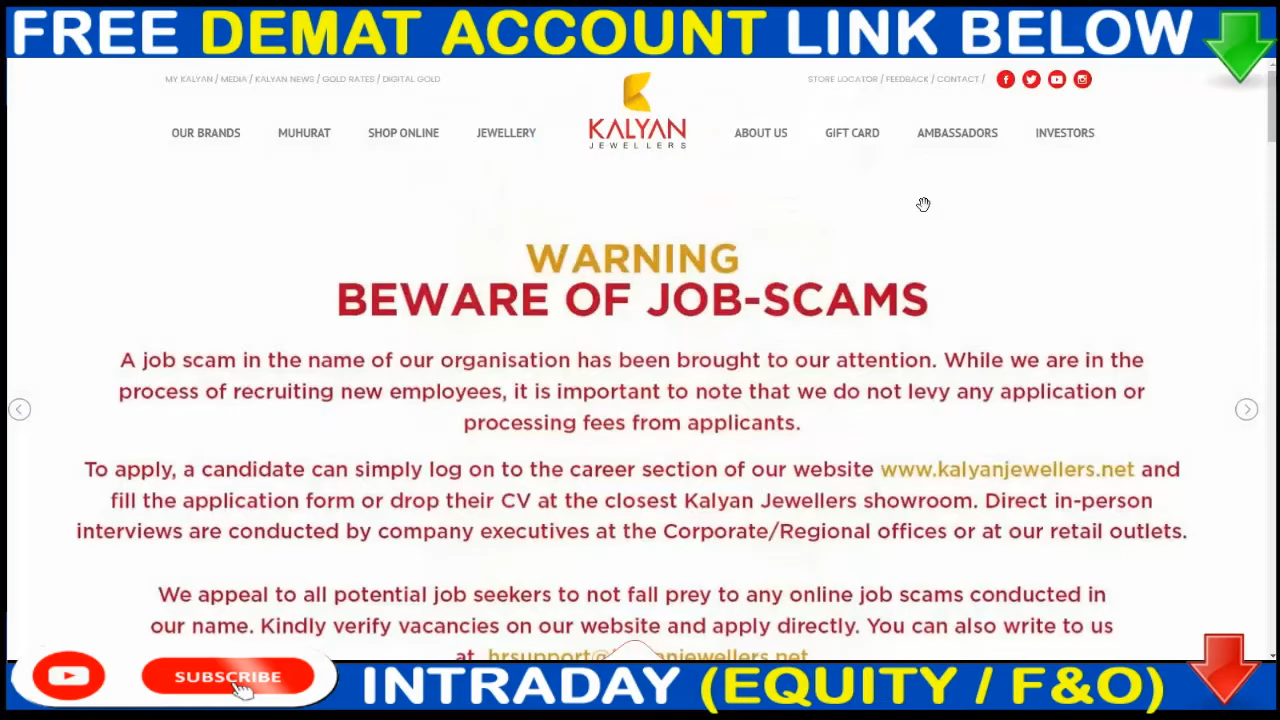 FREE DEMAT ACCOUNT LINK BELOW
MY KALYAN / MEDIA / KALYAN NEWS / GOLD RATES / DIGITAL GOLD
STORE LOCATOR / FEEDBACK / CONTACT /
OUR BRANDS MUHURAT SHOP ONLINE JEWELLERY
KALYAN
JEWELLERS
ABOUT US GIFT CARD AMBASSADORS INVESTORS
WARNING
BEWARE OF JOB-SCAMS
A job scam in the name of our organisation has been brought to our attention. While we are in the
process of recruiting new employees, it is important to note that we do not levy any application or
processing fees from applicants.
To apply, a candidate can simply log on to the career section of our website www.kalyanjewellers.net and
fill the application form or drop their CV at the closest Kalyan Jewellers showroom. Direct in-person
interviews are conducted by company executives at the Corporate/Regional offices or at our retail outlets.
We appeal to all potential job seekers to not fall prey to any online job scams conducted in
our name. Kindly verify vacancies on our website and apply directly. You can also write to us
at
SUBSCRIBE
INTRADAY (EQUITY / F&O)